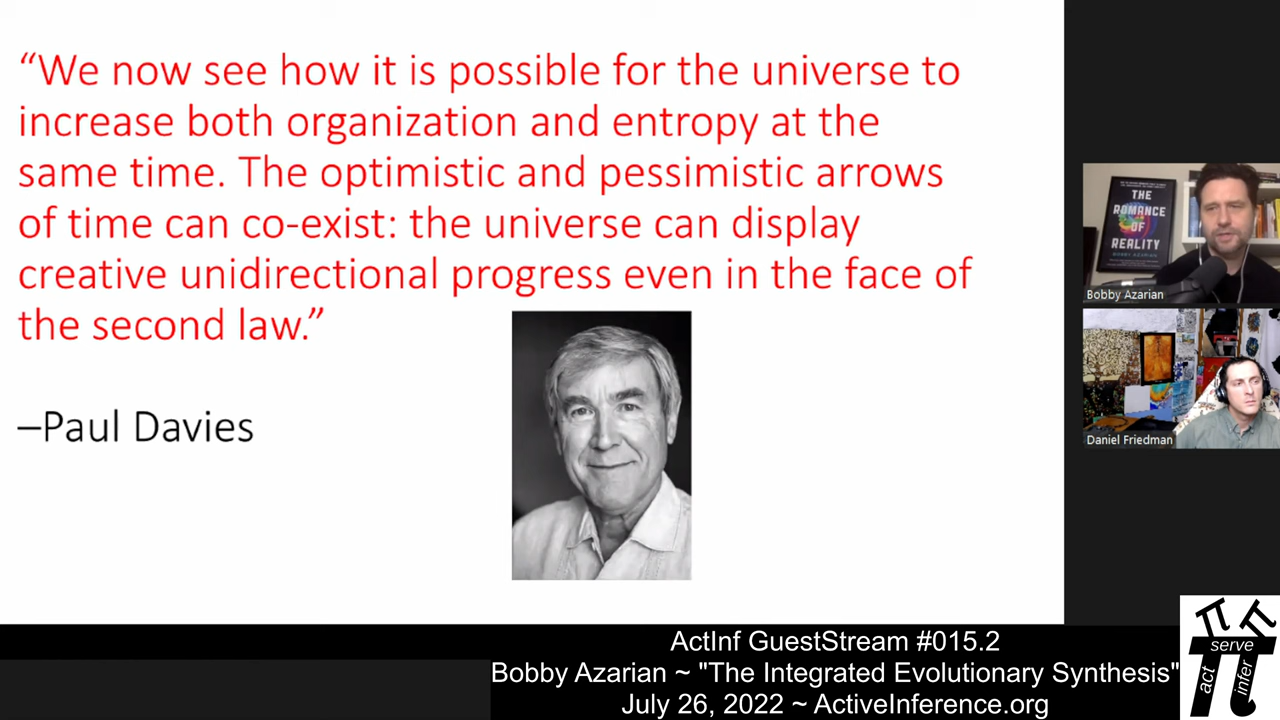 “We now see how it is possible for the universe to
increase both organization and entropy at the
same time. The optimistic and pessimistic arrows
of time can co-exist: the universe can display
creative unidirectional progress even in the face of
the second law.”
–Paul Davies
THE
ROMANCE
OF
REALITY
BOBBY AZARIAN
Bobby Azarian
Daniel Friedman
ActInf GuestStream #015.2
Bobby Azarian ~ "The Integrated Evolutionary Synthesis"
July 26, 2022 ~ ActiveInference.org
serve
act
infer